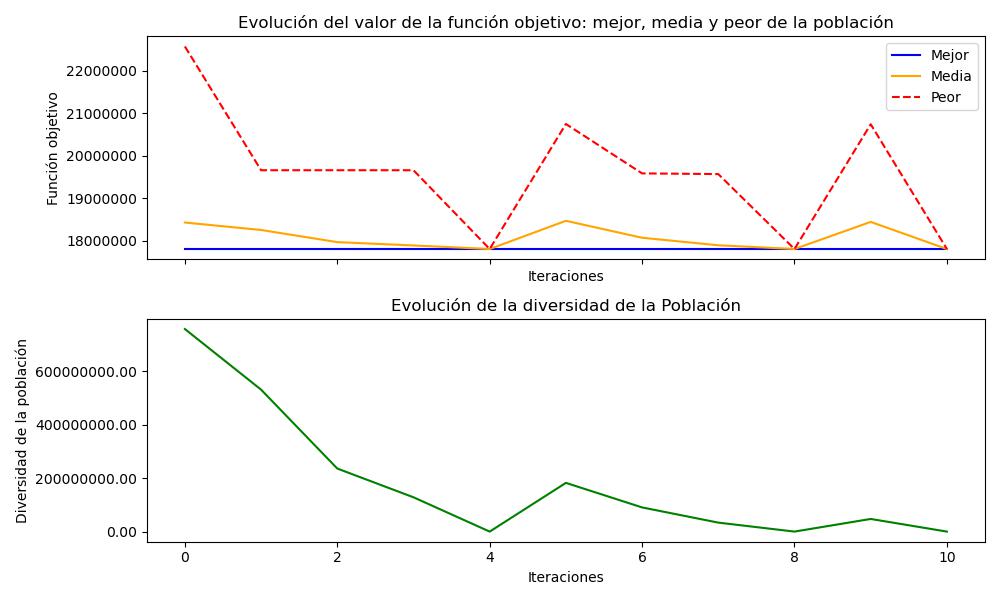 Evolución del valor de la función objetivo: mejor, media y peor de la población
Función objetivo
22000000
21000000
20000000
19000000
18000000
Mejor
Media
Peor
Iteraciones
Evolución de la diversidad de la Población
Diversidad de la población
600000000.00
400000000.00
200000000.00
0.00
0 2 4 6 8 10
Iteraciones